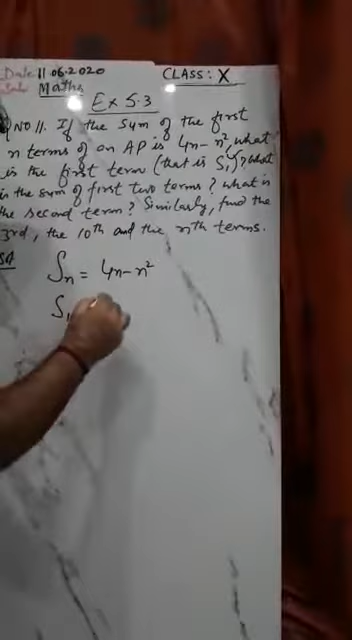 Date 11.06.2020 CLASS: X
Maths
Ex 5.3
Q NO 11. If the sum of the first
n terms of an AP is 4n-n², what
is the first term (that is S₁)? what
is the sum of first two terms? what is
the second term? Similarly, find the
3rd, the 10th and the nth terms.
Sₙ = 4n-n²
S₁